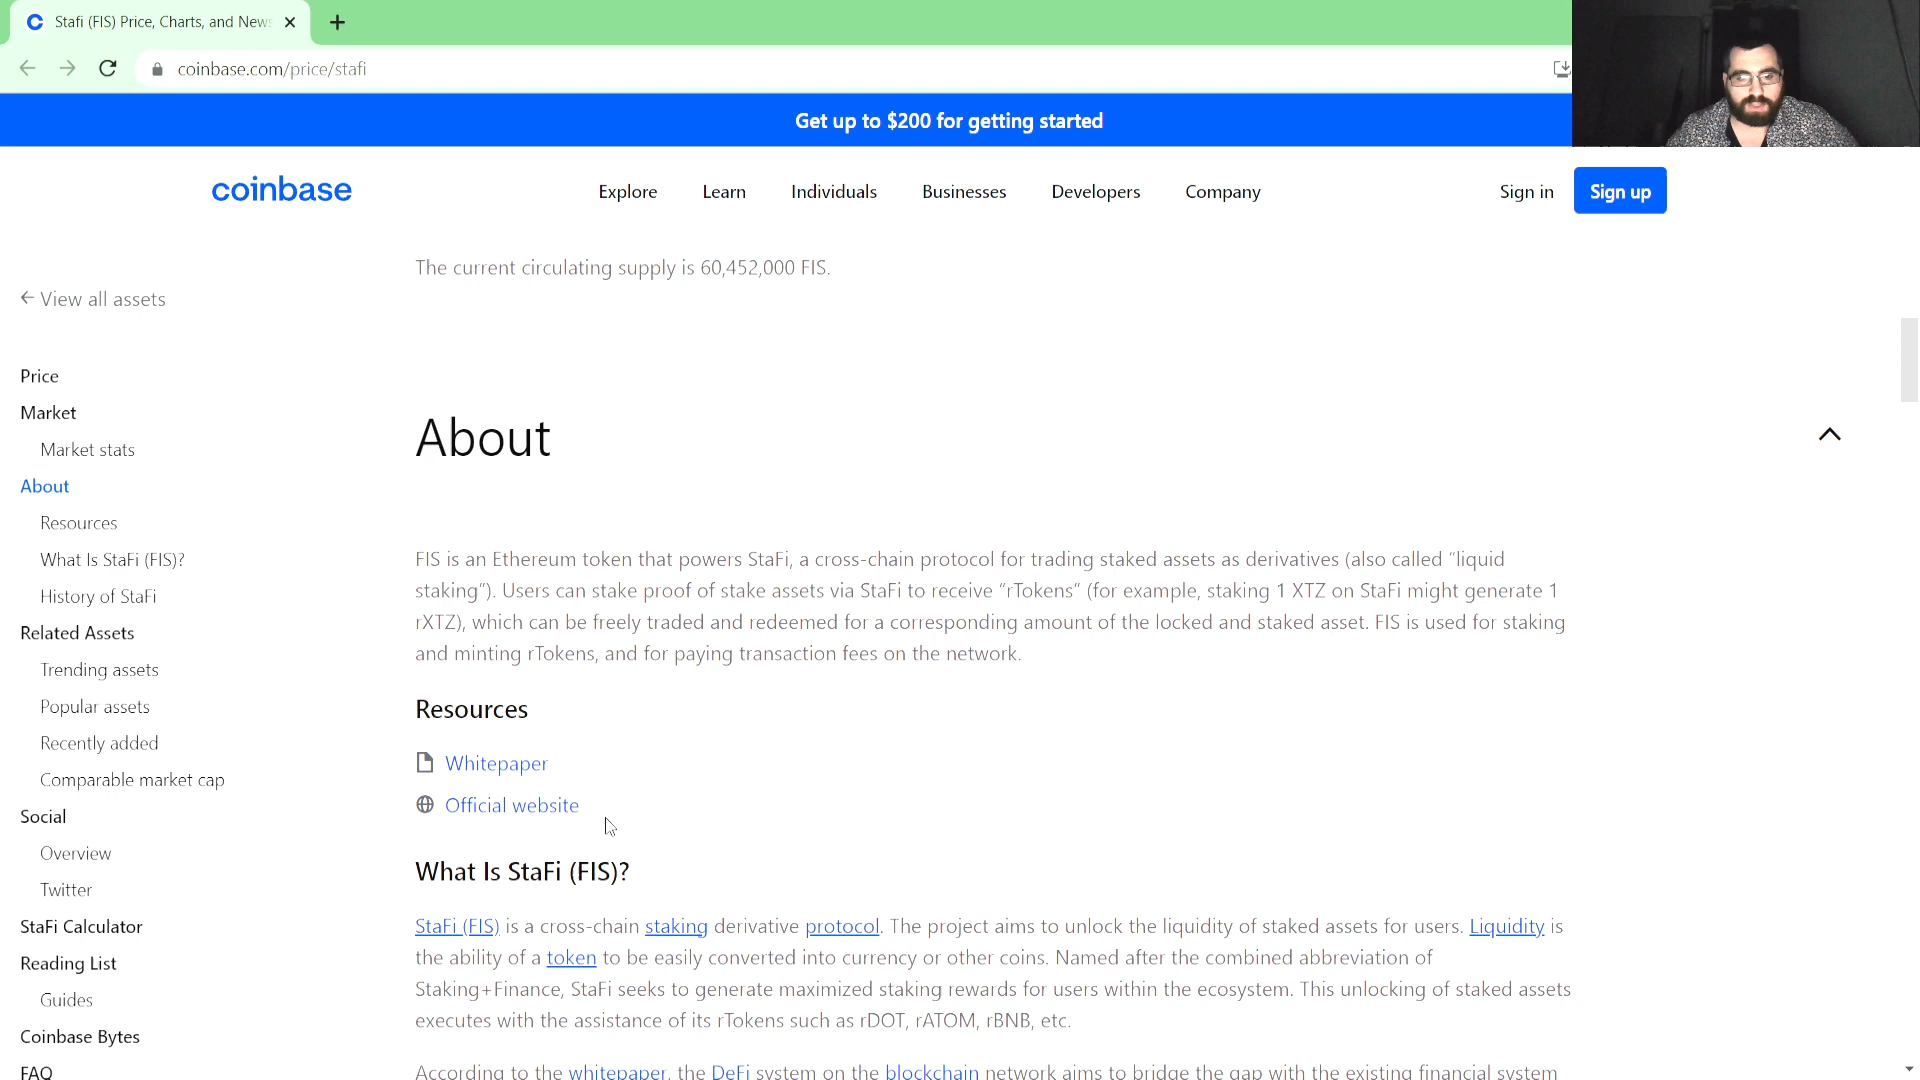 Stafi (FIS) Price, Charts, and News
coinbase.com/price/stafi
Get up to $200 for getting started
coinbase
Explore
Learn
Individuals
Businesses
Developers
Company
Sign in
Sign up
The current circulating supply is 60,452,000 FIS.
View all assets
Price
Market
Market stats
About
Resources
What Is StaFi (FIS)?
History of StaFi
Related Assets
Trending assets
Popular assets
Recently added
Comparable market cap
Social
Overview
Twitter
StaFi Calculator
Reading List
Guides
Coinbase Bytes
FAQ
About
FIS is an Ethereum token that powers StaFi, a cross-chain protocol for trading staked assets as derivatives (also called “liquid
staking”). Users can stake proof of stake assets via StaFi to receive “rTokens” (for example, staking 1 XTZ on StaFi might generate 1
rXTZ), which can be freely traded and redeemed for a corresponding amount of the locked and staked asset. FIS is used for staking
and minting rTokens, and for paying transaction fees on the network.
Resources
Whitepaper
Official website
What Is StaFi (FIS)?
StaFi (FIS) is a cross-chain staking derivative protocol. The project aims to unlock the liquidity of staked assets for users. Liquidity is
the ability of a token to be easily converted into currency or other coins. Named after the combined abbreviation of
Staking+Finance, StaFi seeks to generate maximized staking rewards for users within the ecosystem. This unlocking of staked assets
executes with the assistance of its rTokens such as rDOT, rATOM, rBNB, etc.
According to the whitepaper, the DeFi system on the blockchain network aims to bridge the gap with the existing financial system